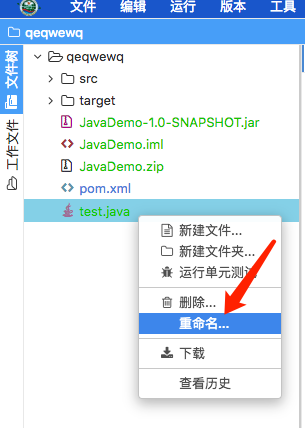 文件 编辑 运行 版本 工具
qeqwewq
文件树
工作文件
qeqwewq
src
target
JavaDemo-1.0-SNAPSHOT.jar
JavaDemo.iml
JavaDemo.zip
pom.xml
test.java
新建文件...
新建文件夹...
运行单元测试
删除...
重命名...
下载
查看历史